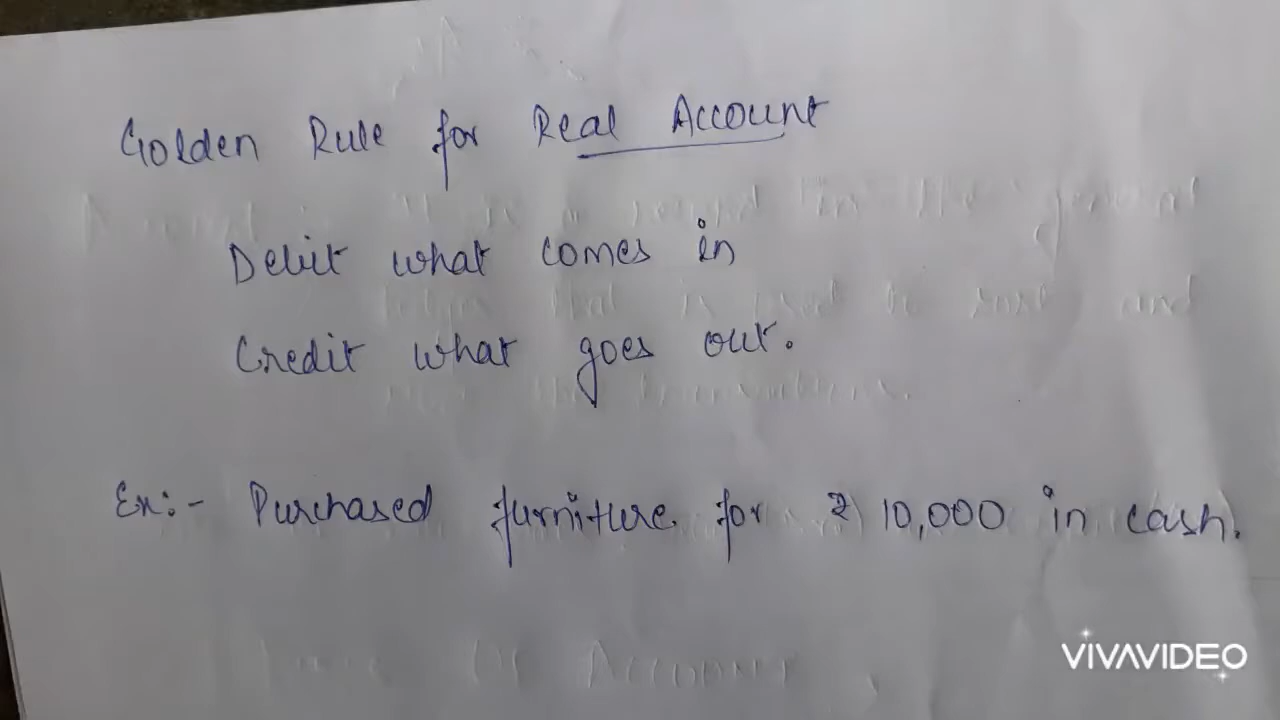 Golden Rule for Real Account
Debit what comes in
Credit what goes out.
Ex:- Purchased furniture for ₹ 10,000 in cash.
VIVAVIDEO